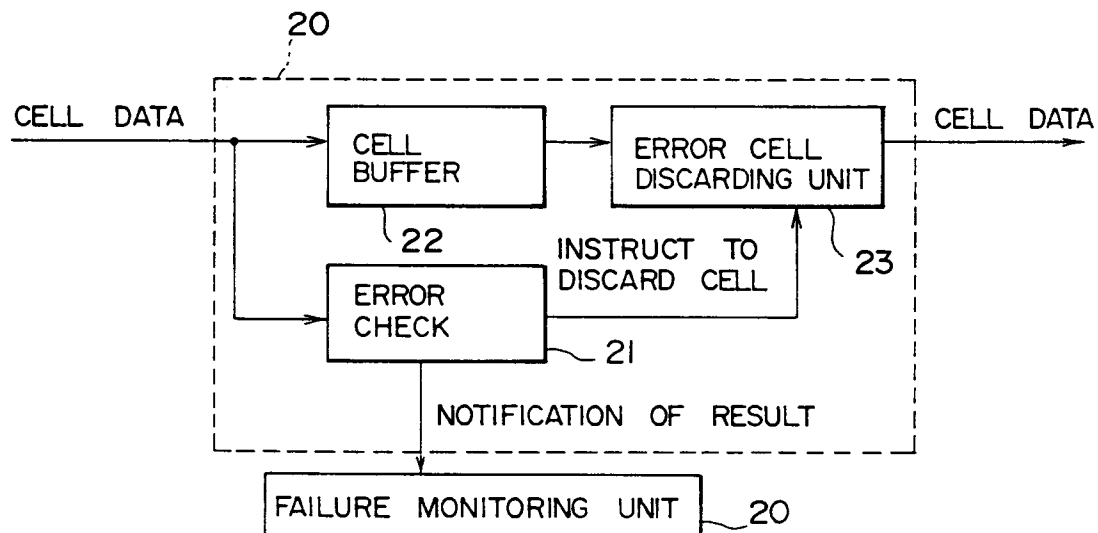 20
CELL DATA
CELL DATA
CELL
BUFFER
ERROR CELL
DISCARDING UNIT
22
23
INSTRUCT TO
DISCARD CELL
ERROR
CHECK
21
NOTIFICATION OF RESULT
FAILURE MONITORING UNIT
20